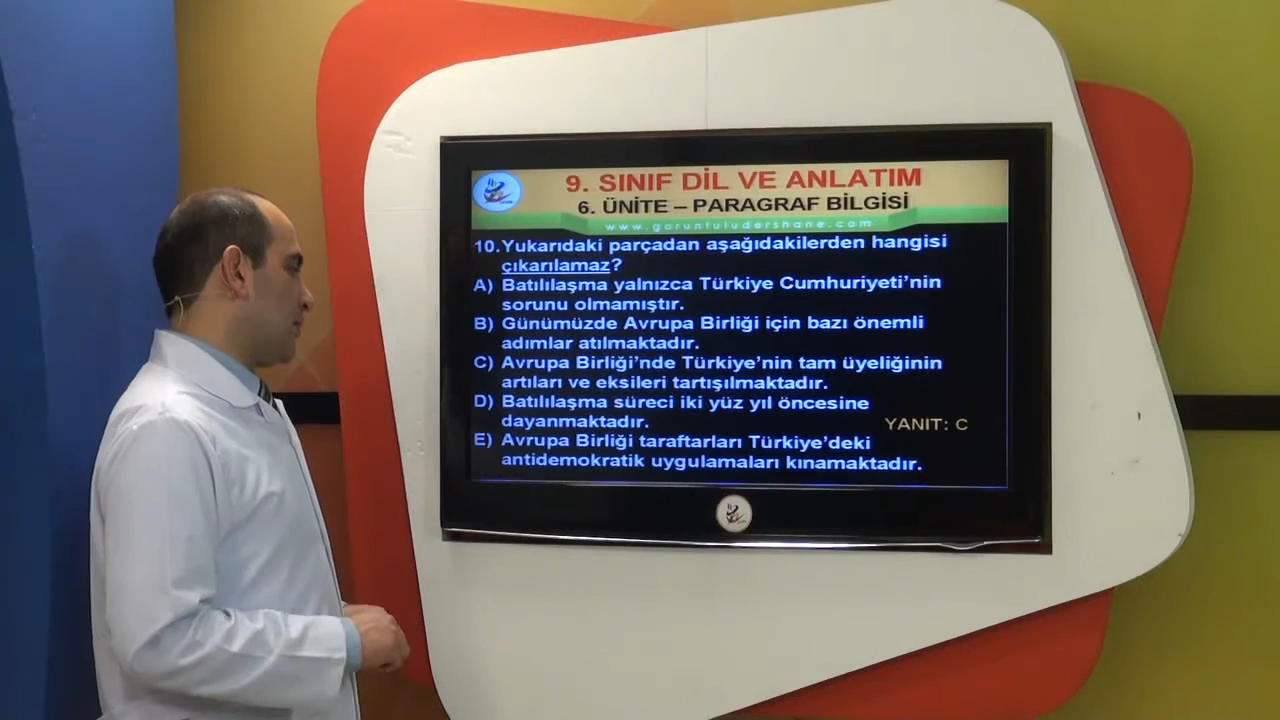 9. SINIF DİL VE ANLATIM
6. ÜNİTE – PARAGRAF BİLGİSİ
www.goruntuludershane.com
10. Yukarıdaki parçadan aşağıdakilerden hangisi
çıkarılamaz?
A) Batılılaşma yalnızca Türkiye Cumhuriyeti'nin
sorunu olmamıştır.
B) Günümüzde Avrupa Birliği için bazı önemli
adımlar atılmaktadır.
C) Avrupa Birliği'nde Türkiye'nin tam üyeliğinin
artıları ve eksileri tartışılmaktadır.
D) Batılılaşma süreci iki yüz yıl öncesine
dayanmaktadır.
YANIT: C
E) Avrupa Birliği taraftarları Türkiye'deki
antidemokratik uygulamaları kınamaktadır.